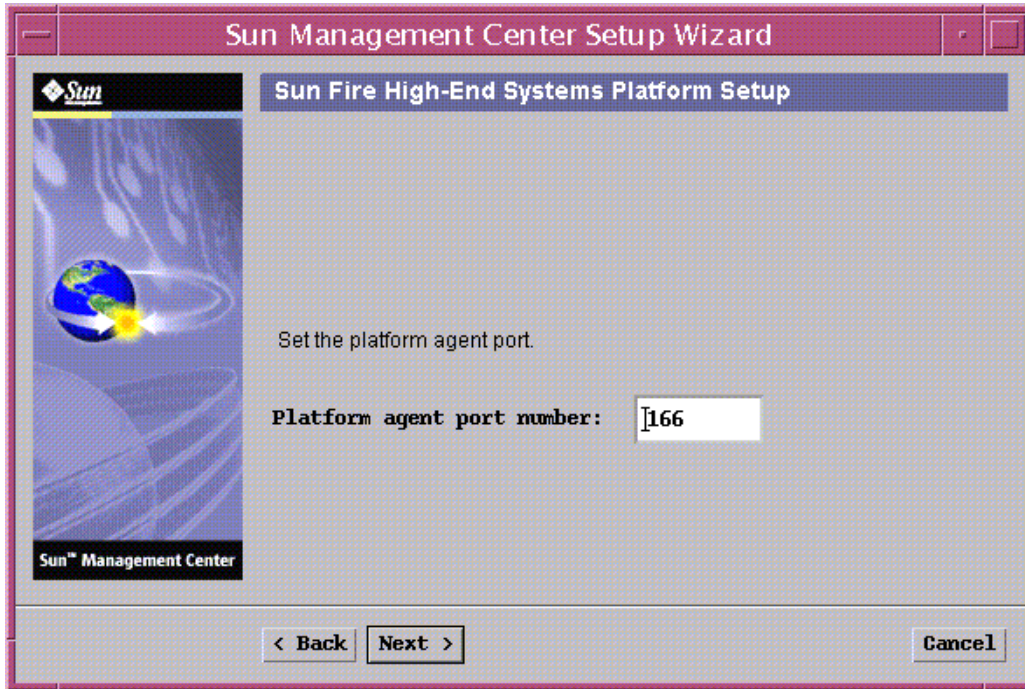 Sun Management Center Setup Wizard
Sun
Sun Fire High-End Systems Platform Setup
Set the platform agent port.
Platform agent port number: 166
Sun™ Management Center
< Back Next > Cancel